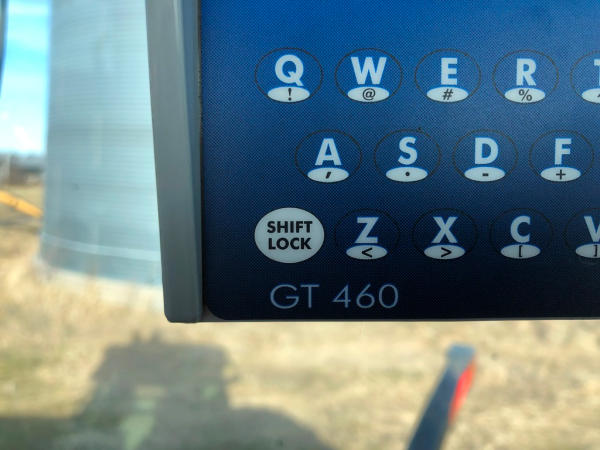 Q W E R T
! @ # %
A S D F
, . - +
SHIFT
LOCK
Z X C V
< > [ ]
GT 460